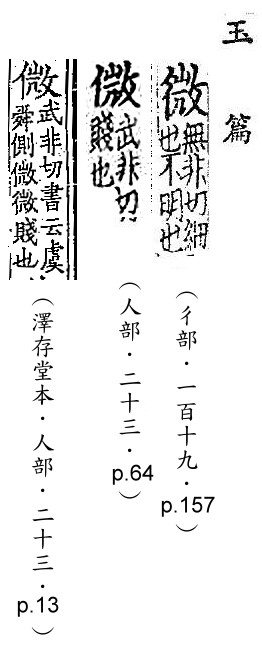 玉篇
微
無非切細
也不明也
(彳部・一百十九・p.157)
武非切
賤也
(人部・二十三・p.64)
武非切書云虞
舜側微微賤也
(澤存堂本・人部・二十三・p.13)